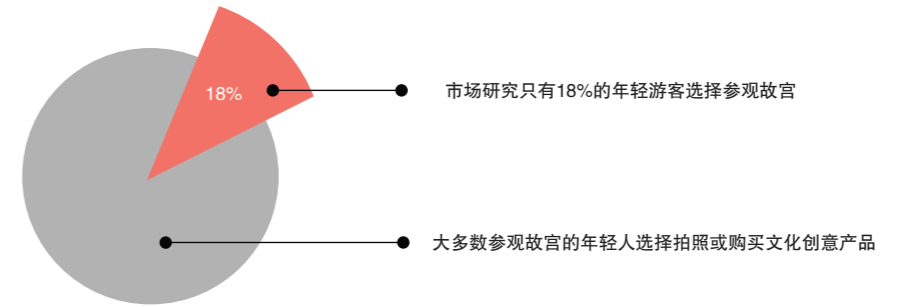 18%
市场研究只有18%的年轻游客选择参观故宫
大多数参观故宫的年轻人选择拍照或购买文化创意产品